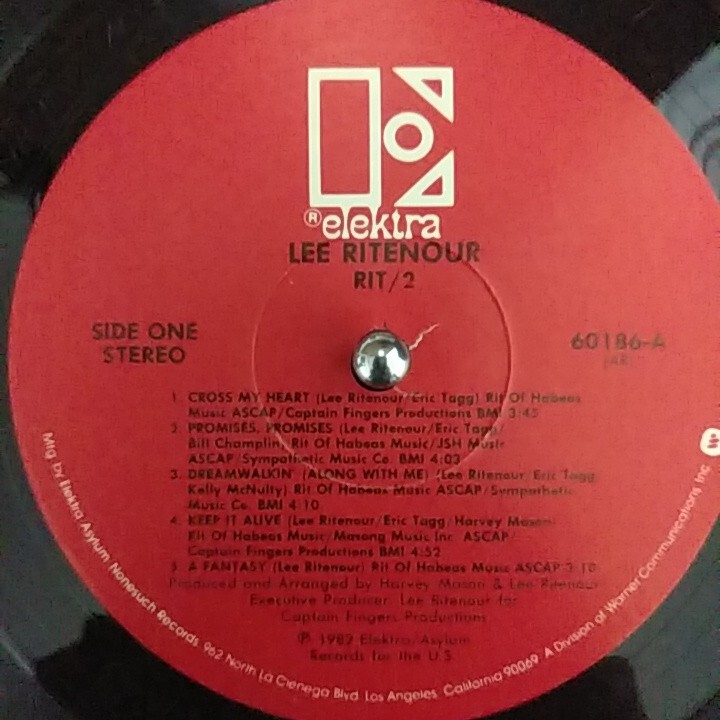 ® elektra
LEE RITENOUR
RIT/2
SIDE ONE
STEREO
60186-A
1. CROSS MY HEART (Lee Ritenour/Eric Tagg) Rit Of Habeas
Music ASCAP/Captain Fingers Productions BMI 3:45
2. PROMISES, PROMISES (Lee Ritenour/Eric Tagg/
Bill Champlin) Rit Of Habeas Music/JSH Music
ASCAP/Sympathetic Music Co. BMI 4:03
3. DREAMWALKIN' (ALONG WITH ME) (Lee Ritenour/Eric Tagg/
Kelly McNulty) Rit Of Habeas Music ASCAP/Sympathetic
Music Co. BMI 4:10
4. KEEP IT ALIVE (Lee Ritenour/Eric Tagg/Harvey Mason)
Rit Of Habeas Music/Masong Music Inc. ASCAP/
Captain Fingers Productions BMI 4:52
5. A FANTASY (Lee Ritenour) Rit Of Habeas Music ASCAP 3:10
Produced and Arranged by Harvey Mason & Lee Ritenour
Executive Producer: Lee Ritenour for
Captain Fingers Productions
℗ 1982 Elektra/Asylum
Records for the U.S.
Mfg by Elektra/Asylum/Nonesuch Records, 962 North La Cienega Blvd. Los Angeles, California 90069. A Division of Warner Communications Inc.